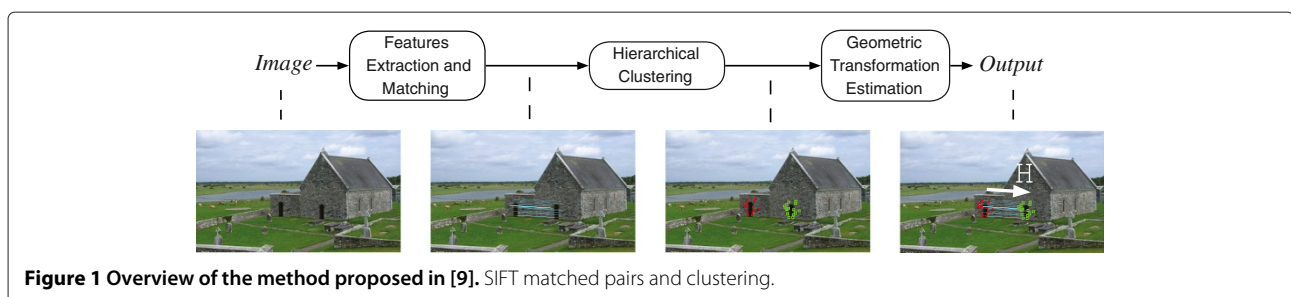 Image
Features
Extraction and
Matching
Hierarchical
Clustering
Geometric
Transformation
Estimation
Output
H
Figure 1 Overview of the method proposed in [9]. SIFT matched pairs and clustering.